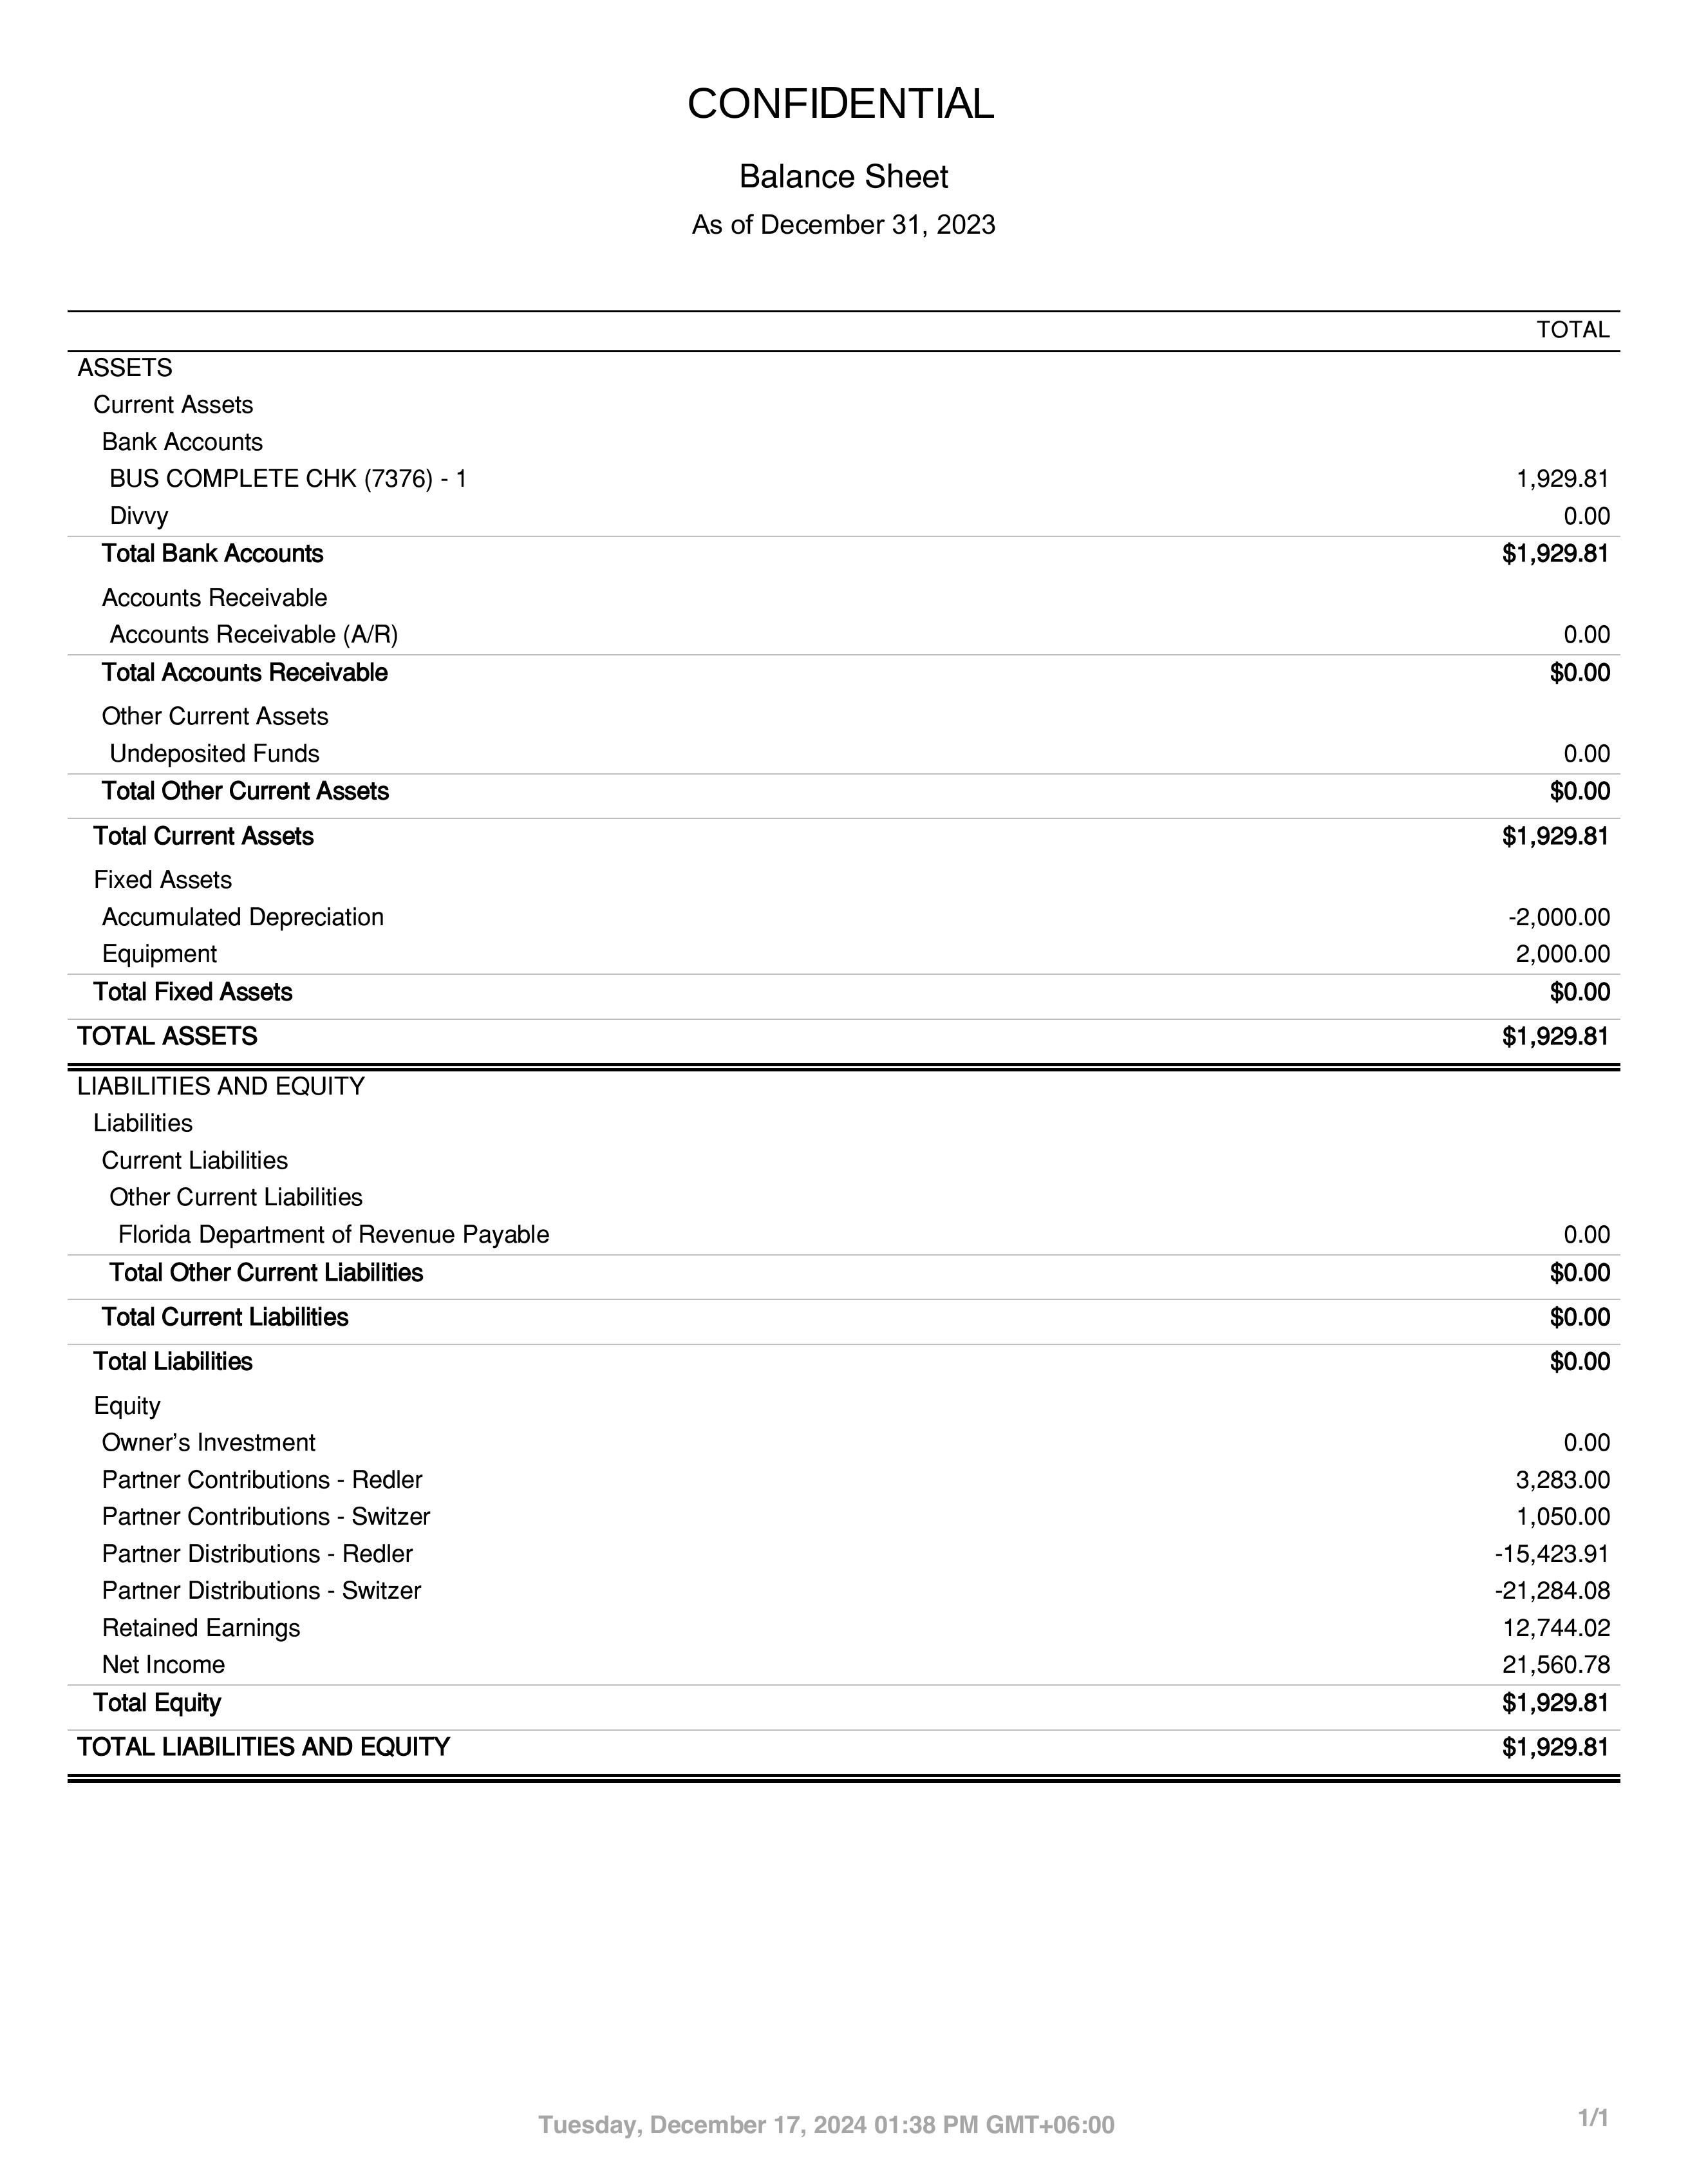 CONFIDENTIAL
Balance Sheet
As of December 31, 2023
TOTAL
ASSETS
Current Assets
Bank Accounts
BUS COMPLETE CHK (7376) - 1 1,929.81
Divvy 0.00
Total Bank Accounts $1,929.81
Accounts Receivable
Accounts Receivable (A/R) 0.00
Total Accounts Receivable $0.00
Other Current Assets
Undeposited Funds 0.00
Total Other Current Assets $0.00
Total Current Assets $1,929.81
Fixed Assets
Accumulated Depreciation -2,000.00
Equipment 2,000.00
Total Fixed Assets $0.00
TOTAL ASSETS $1,929.81
LIABILITIES AND EQUITY
Liabilities
Current Liabilities
Other Current Liabilities
Florida Department of Revenue Payable 0.00
Total Other Current Liabilities $0.00
Total Current Liabilities $0.00
Total Liabilities $0.00
Equity
Owner’s Investment 0.00
Partner Contributions - Redler 3,283.00
Partner Contributions - Switzer 1,050.00
Partner Distributions - Redler -15,423.91
Partner Distributions - Switzer -21,284.08
Retained Earnings 12,744.02
Net Income 21,560.78
Total Equity $1,929.81
TOTAL LIABILITIES AND EQUITY $1,929.81
Tuesday, December 17, 2024 01:38 PM GMT+06:00 1/1